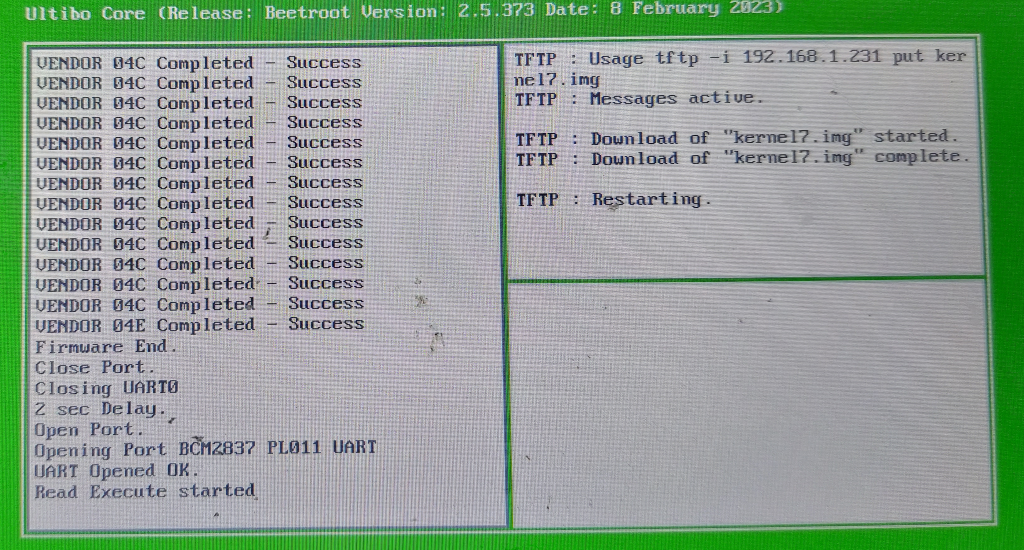 Ultibo Core (Release: Beetroot Version: 2.5.373 Date: 8 February 2023)
VENDOR 04C Completed - Success
VENDOR 04C Completed - Success
VENDOR 04C Completed - Success
VENDOR 04C Completed - Success
VENDOR 04C Completed - Success
VENDOR 04C Completed - Success
VENDOR 04C Completed - Success
VENDOR 04C Completed - Success
VENDOR 04C Completed - Success
VENDOR 04C Completed - Success
VENDOR 04C Completed - Success
VENDOR 04C Completed - Success
VENDOR 04C Completed - Success
VENDOR 04E Completed - Success
Firmware End.
Close Port.
Closing UART0
2 sec Delay.
Open Port.
Opening Port BCM2837 PL011 UART
UART Opened OK.
Read Execute started
TFTP : Usage tftp -i 192.168.1.231 put ker
nel7.img
TFTP : Messages active.
TFTP : Download of "kernel7.img" started.
TFTP : Download of "kernel7.img" complete.
TFTP : Restarting.